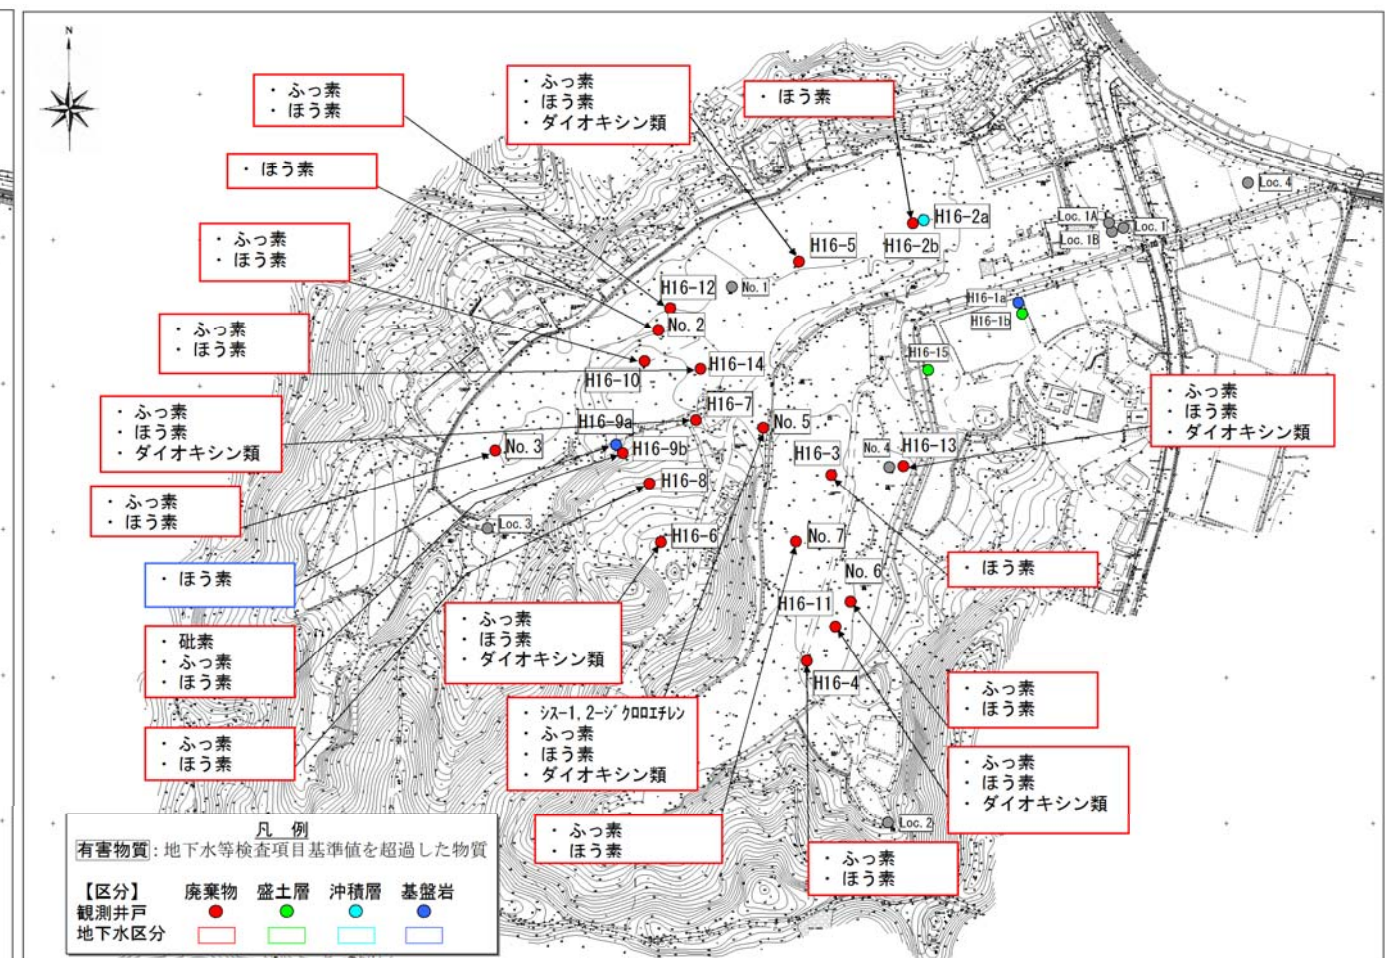 N
・ ふっ素
・ ほう素
・ ふっ素
・ ほう素
・ ダイオキシン類
・ ほう素
・ ほう素
・ ふっ素
・ ほう素
・ ふっ素
・ ほう素
・ ふっ素
・ ほう素
・ ダイオキシン類
・ ふっ素
・ ほう素
・ ほう素
・ 砒素
・ ふっ素
・ ほう素
・ ふっ素
・ ほう素
・ ふっ素
・ ほう素
・ ダイオキシン類
・ シスー1,2ージクロロエチレン
・ ふっ素
・ ほう素
・ ダイオキシン類
・ ふっ素
・ ほう素
・ ふっ素
・ ほう素
・ ダイオキシン類
・ ほう素
・ ふっ素
・ ほう素
・ ふっ素
・ ほう素
・ ダイオキシン類
・ ふっ素
・ ほう素
Loc. 4
H16-2a
Loc. 1A
Loc. 1
H16-2b
Loc. 1B
H16-5
No. 1
H16-12
H16-1a
H16-1b
No. 2
H16-15
H16-14
H16-10
H16-7
H16-9a
No. 5
No. 3
H16-9b
H16-3
No. 4
H16-13
H16-8
Loc. 3
H16-6
No. 7
No. 6
H16-11
H16-4
Loc. 2
凡 例
有害物質：地下水等検査項目基準値を超過した物質
【区分】 廃棄物 盛土層 沖積層 基盤岩
観測井戸
地下水区分